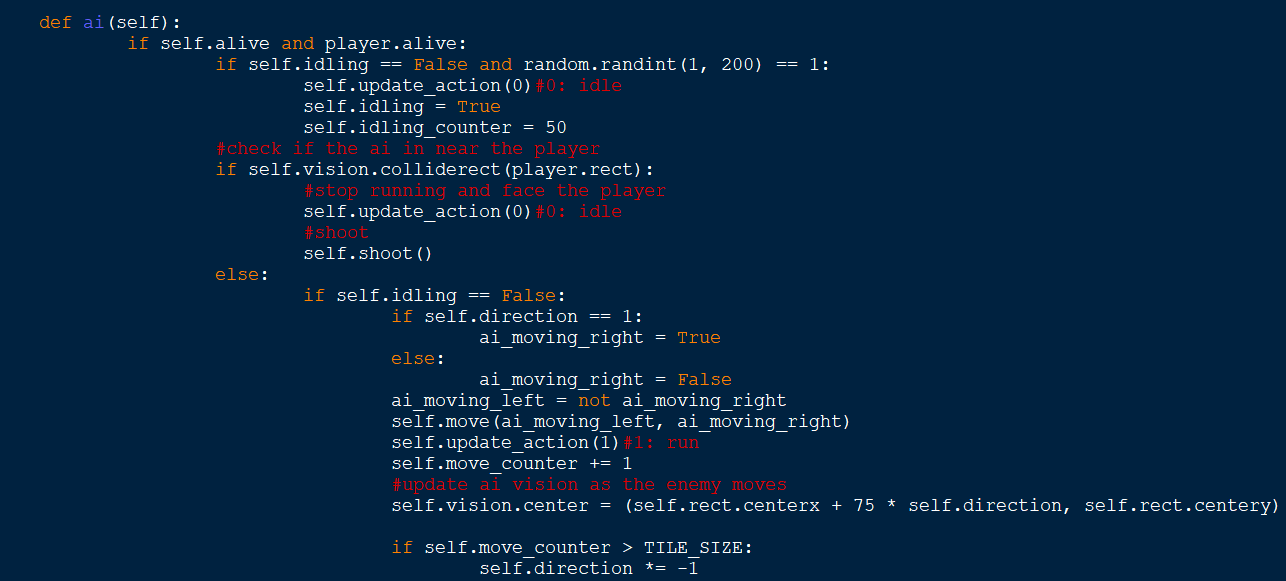 def ai(self):
if self.alive and player.alive:
if self.idling == False and random.randint(1, 200) == 1:
self.update_action(0)#0: idle
self.idling = True
self.idling_counter = 50
#check if the ai in near the player
if self.vision.colliderect(player.rect):
#stop running and face the player
self.update_action(0)#0: idle
#shoot
self.shoot()
else:
if self.idling == False:
if self.direction == 1:
ai_moving_right = True
else:
ai_moving_right = False
ai_moving_left = not ai_moving_right
self.move(ai_moving_left, ai_moving_right)
self.update_action(1)#1: run
self.move_counter += 1
#update ai vision as the enemy moves
self.vision.center = (self.rect.centerx + 75 * self.direction, self.rect.centery)
if self.move_counter > TILE_SIZE:
self.direction *= -1